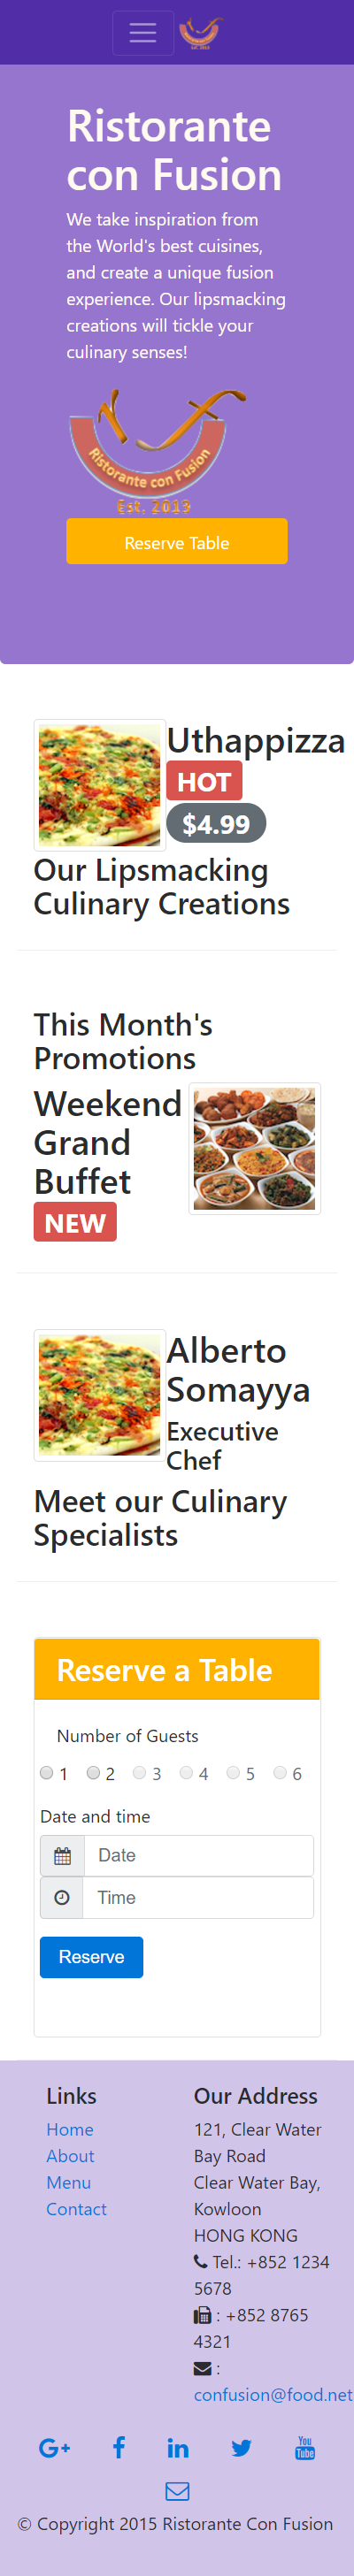 Ristorante
con Fusion
We take inspiration from
the World's best cuisines,
and create a unique fusion
experience. Our lipsmacking
creations will tickle your
culinary senses!
Ristorante con Fusion
Est. 2013
Reserve Table
Uthappizza
HOT
$4.99
Our Lipsmacking
Culinary Creations
This Month's
Promotions
Weekend
Grand
Buffet
NEW
Alberto
Somayya
Executive
Chef
Meet our Culinary
Specialists
Reserve a Table
Number of Guests
1 2 3 4 5 6
Date and time
Date
Time
Reserve
Links
Home
About
Menu
Contact
Our Address
121, Clear Water
Bay Road
Clear Water Bay,
Kowloon
HONG KONG
Tel.: +852 1234
5678
: +852 8765
4321
:
confusion@food.net
G+ f in You Tube
© Copyright 2015 Ristorante Con Fusion